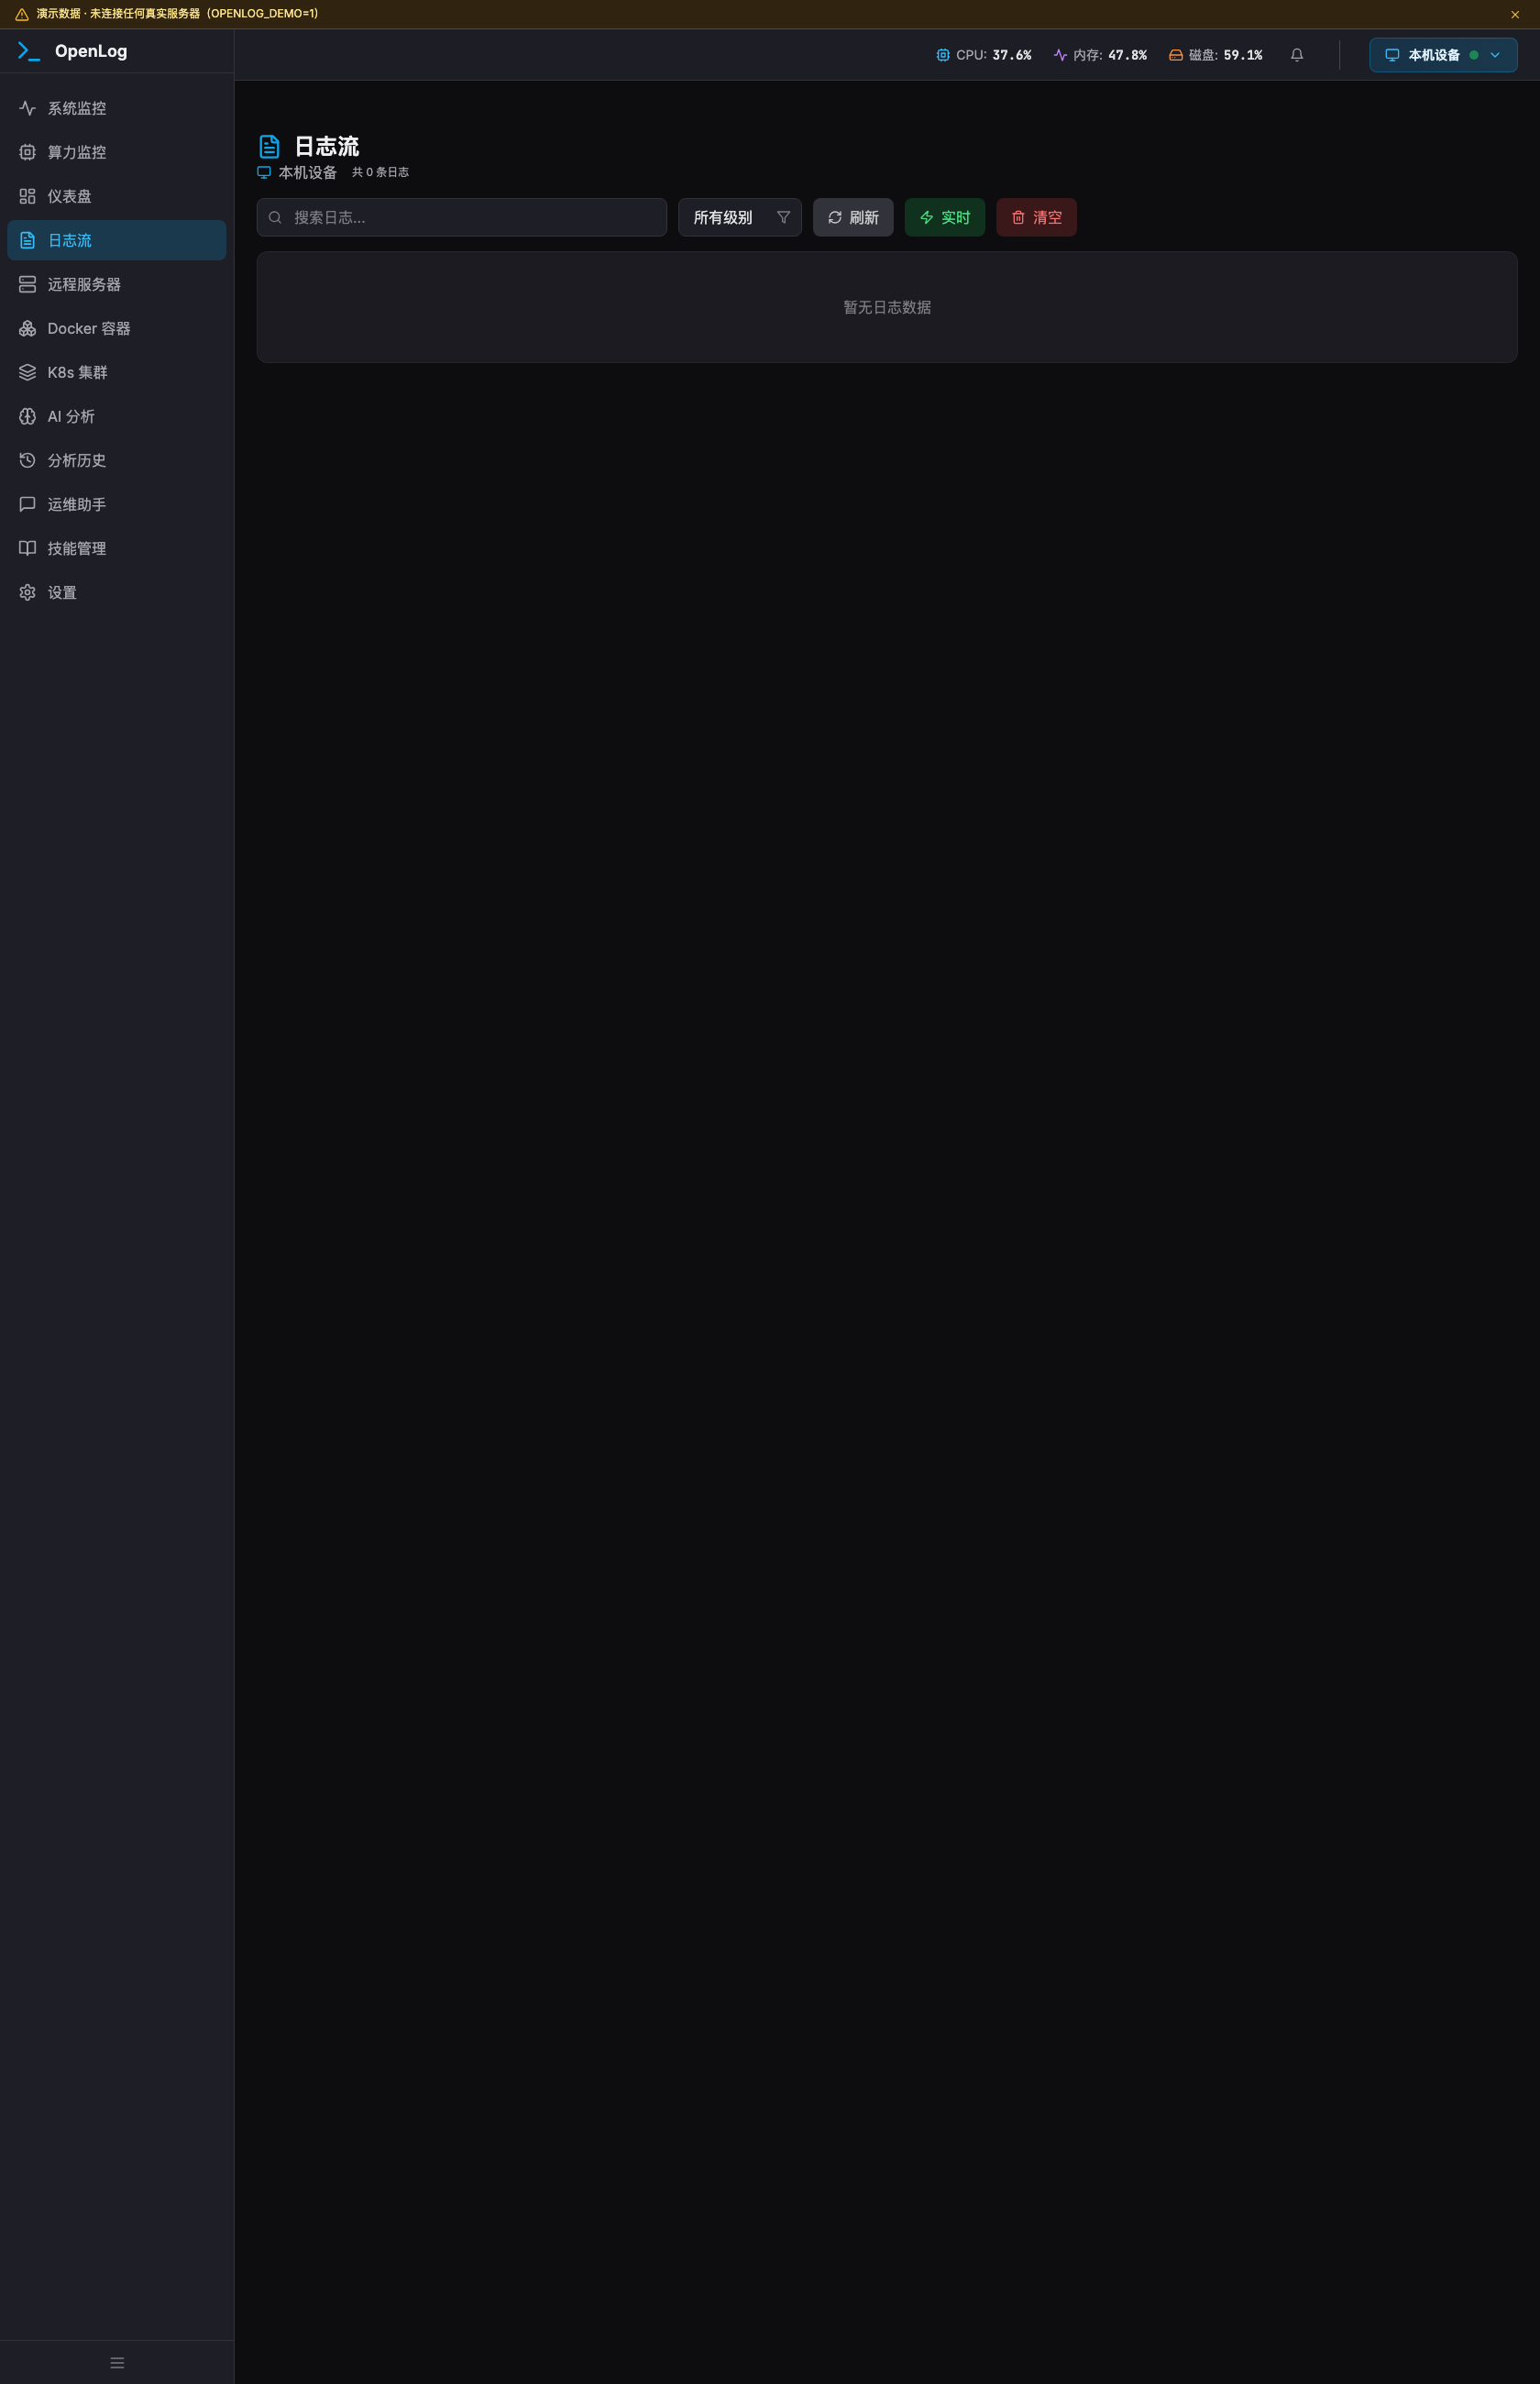 演示数据 · 未连接任何真实服务器（OPENLOG_DEMO=1）
OpenLog
CPU: 37.6% 内存: 47.8% 磁盘: 59.1% 本机设备
系统监控
算力监控
仪表盘
日志流
远程服务器
Docker 容器
K8s 集群
AI 分析
分析历史
运维助手
技能管理
设置
日志流
本机设备 共 0 条日志
搜索日志... 所有级别 刷新 实时 清空
暂无日志数据